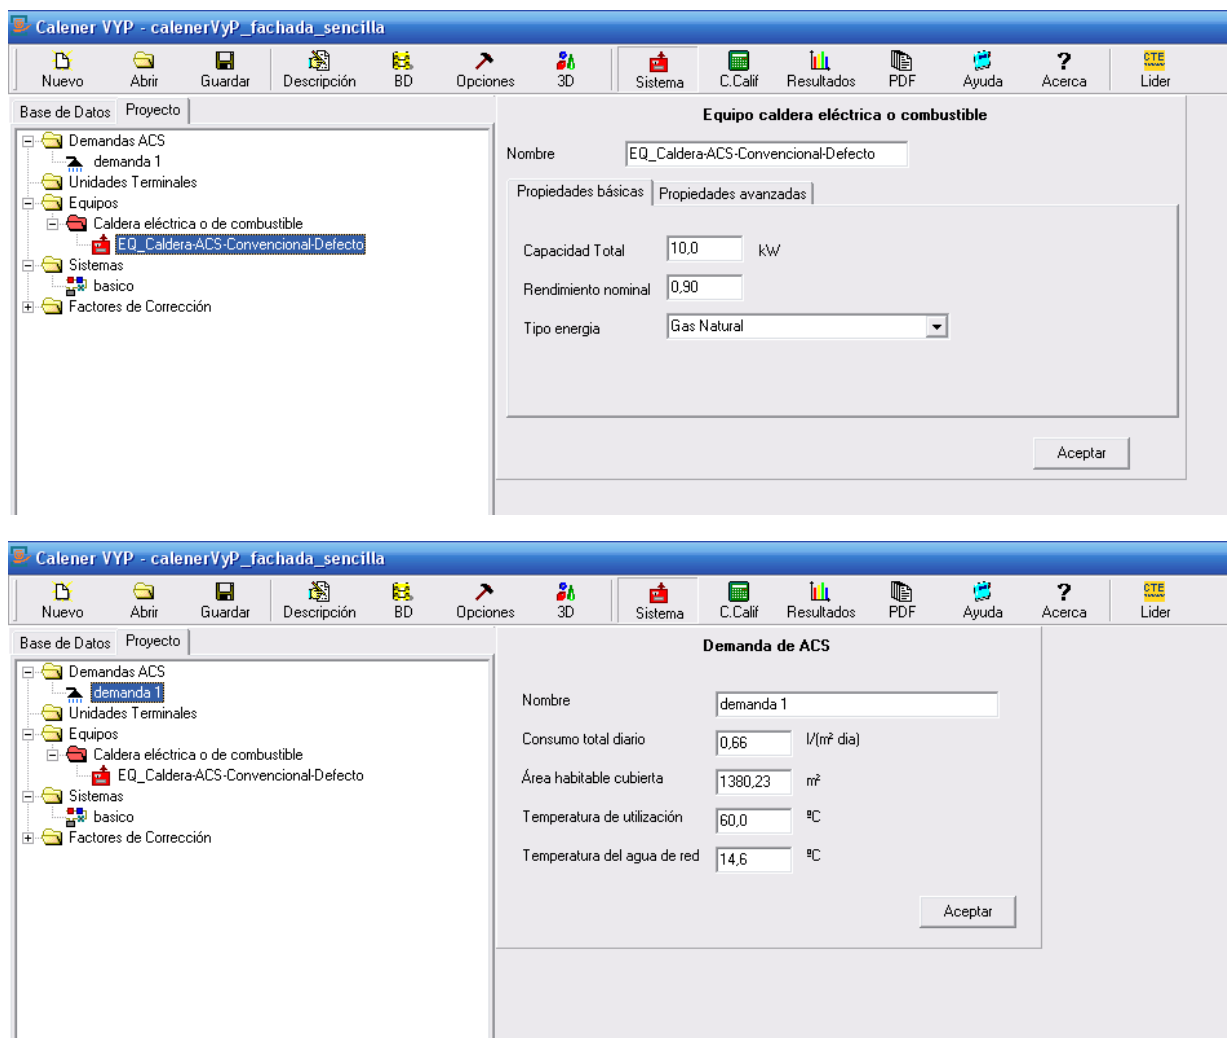 Calener VYP - calenerVyP_fachada_sencilla
Nuevo Abrir Guardar Descripción BD Opciones 3D Sistema C.Calif Resultados PDF Ayuda Acerca Lider
Base de Datos Proyecto
Demandas ACS
demanda 1
Unidades Terminales
Equipos
Caldera eléctrica o de combustible
EQ_Caldera-ACS-Convencional-Defecto
Sistemas
basico
Factores de Corrección
Equipo caldera eléctrica o combustible
Nombre EQ_Caldera-ACS-Convencional-Defecto
Propiedades básicas Propiedades avanzadas
Capacidad Total 10,0 kW
Rendimiento nominal 0,90
Tipo energia Gas Natural
Aceptar
Calener VYP - calenerVyP_fachada_sencilla
Nuevo Abrir Guardar Descripción BD Opciones 3D Sistema C.Calif Resultados PDF Ayuda Acerca Lider
Base de Datos Proyecto
Demandas ACS
demanda 1
Unidades Terminales
Equipos
Caldera eléctrica o de combustible
EQ_Caldera-ACS-Convencional-Defecto
Sistemas
basico
Factores de Corrección
Demanda de ACS
Nombre demanda 1
Consumo total diario 0,66 l/(m² dia)
Área habitable cubierta 1380,23 m²
Temperatura de utilización 60,0 ºC
Temperatura del agua de red 14,6 ºC
Aceptar